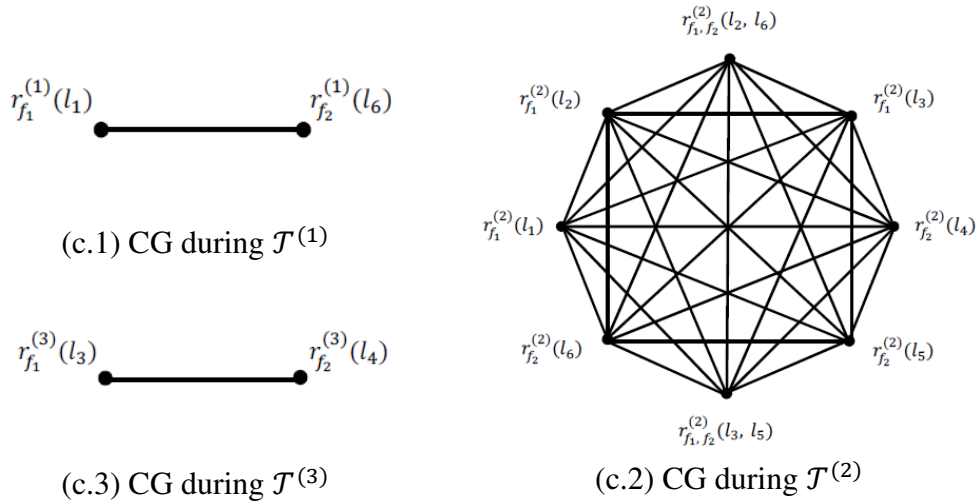 r_{f_1}^{(1)}(l_1)
r_{f_2}^{(1)}(l_6)
(c.1) CG during 𝒯^{(1)}
r_{f_1}^{(3)}(l_3)
r_{f_2}^{(3)}(l_4)
(c.3) CG during 𝒯^{(3)}
r_{f_1, f_2}^{(2)}(l_2, l_6)
r_{f_1}^{(2)}(l_2)
r_{f_1}^{(2)}(l_3)
r_{f_1}^{(2)}(l_1)
r_{f_2}^{(2)}(l_4)
r_{f_2}^{(2)}(l_6)
r_{f_2}^{(2)}(l_5)
r_{f_1, f_2}^{(2)}(l_3, l_5)
(c.2) CG during 𝒯^{(2)}